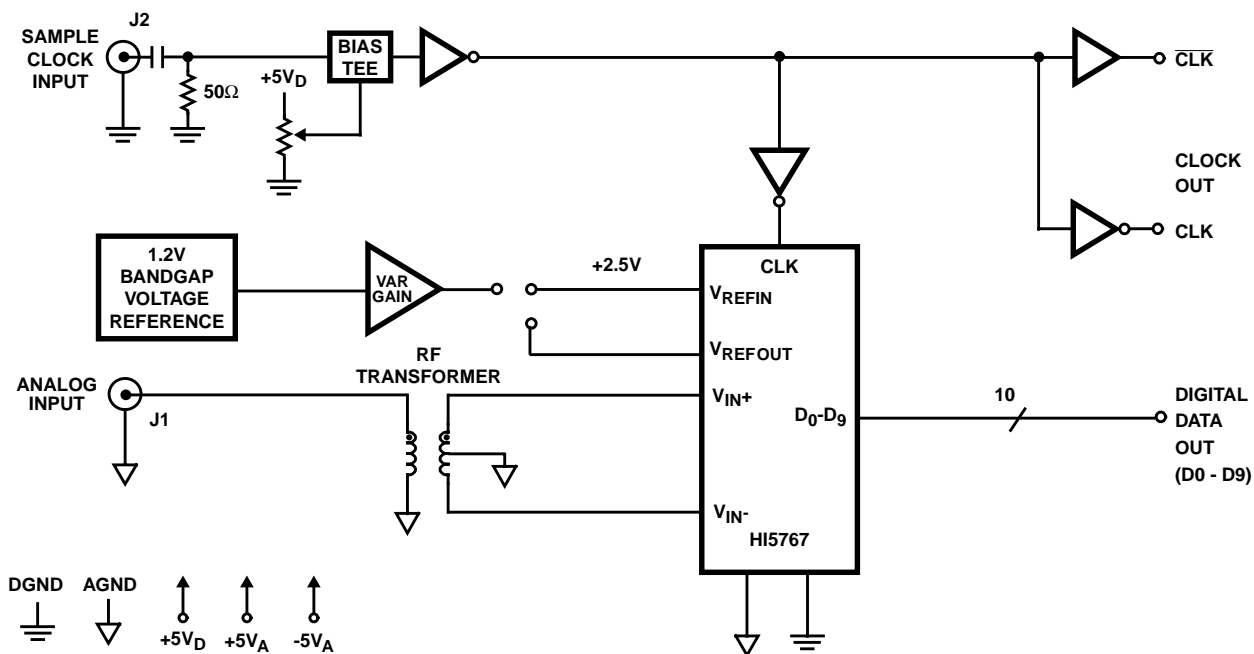 J2
SAMPLE
CLOCK
INPUT
50Ω
+5VD
BIAS
TEE
CLK
CLOCK
OUT
CLK
1.2V
BANDGAP
VOLTAGE
REFERENCE
VAR
GAIN
+2.5V
CLK
VREFIN
VREFOUT
RF
TRANSFORMER
ANALOG
INPUT
J1
VIN+
D0-D9
VIN-
HI5767
10
DIGITAL
DATA
OUT
(D0 - D9)
DGND
AGND
+5VD
+5VA
-5VA